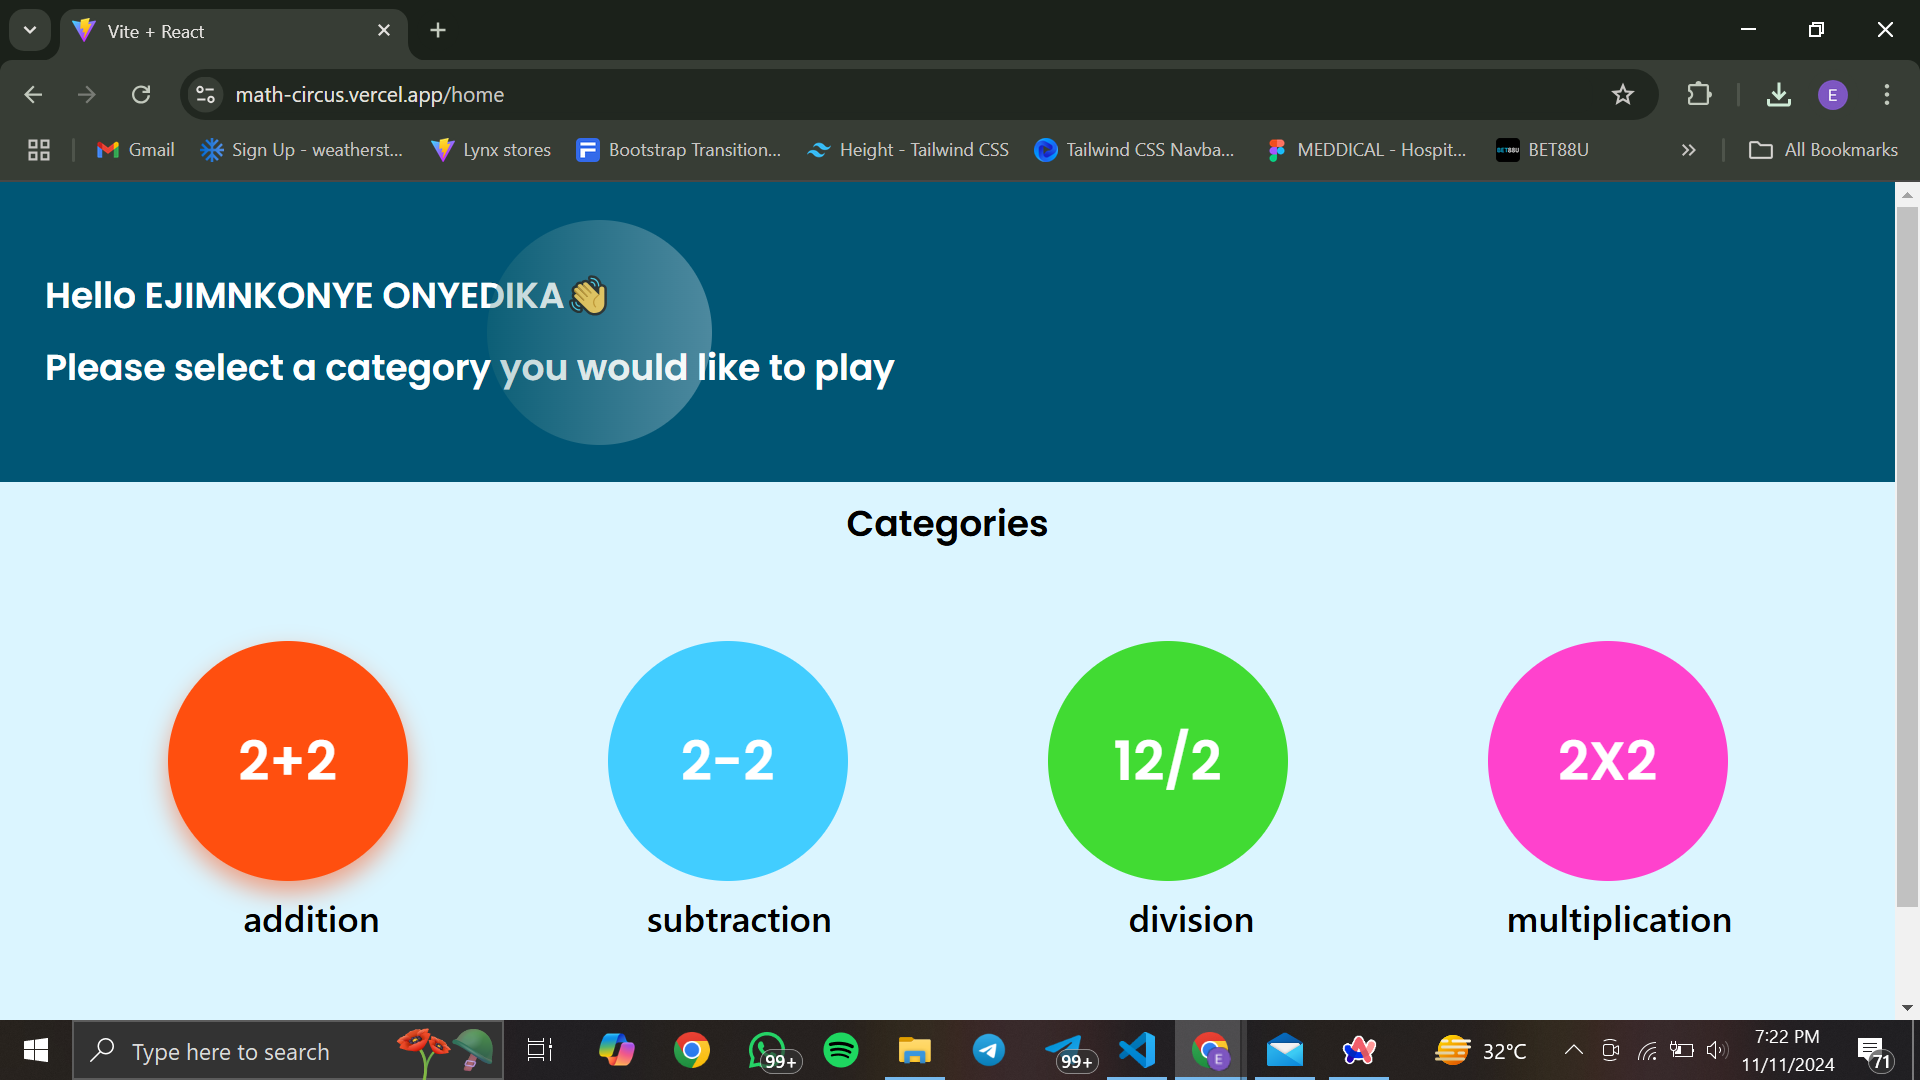 Vite + React
math-circus.vercel.app/home
E
Gmail
Sign Up - weatherst...
Lynx stores
Bootstrap Transition...
Height - Tailwind CSS
Tailwind CSS Navba...
MEDDICAL - Hospit...
BET88U
BET88U
All Bookmarks
Hello EJIMNKONYE ONYEDIKA 👋
Please select a category you would like to play
Categories
2+2
2-2
12/2
2X2
addition
subtraction
division
multiplication
Type here to search
99+
99+
E
32°C
7:22 PM
11/11/2024
71